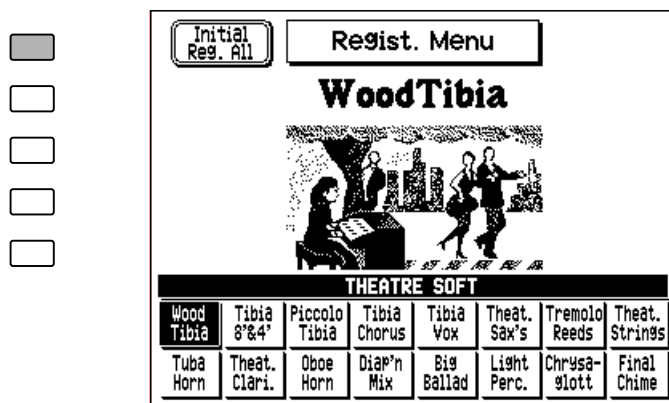 Initial
Reg. All
Regist. Menu
WoodTibia
THEATRE SOFT
Wood Tibia
Tibia 8'&4'
Piccolo Tibia
Tibia Chorus
Tibia Vox
Theat. Sax's
Tremolo Reeds
Theat. Strings
Tuba Horn
Theat. Clari.
Oboe Horn
Diap'n Mix
Big Ballad
Light Perc.
Chrysa-glott
Final Chime